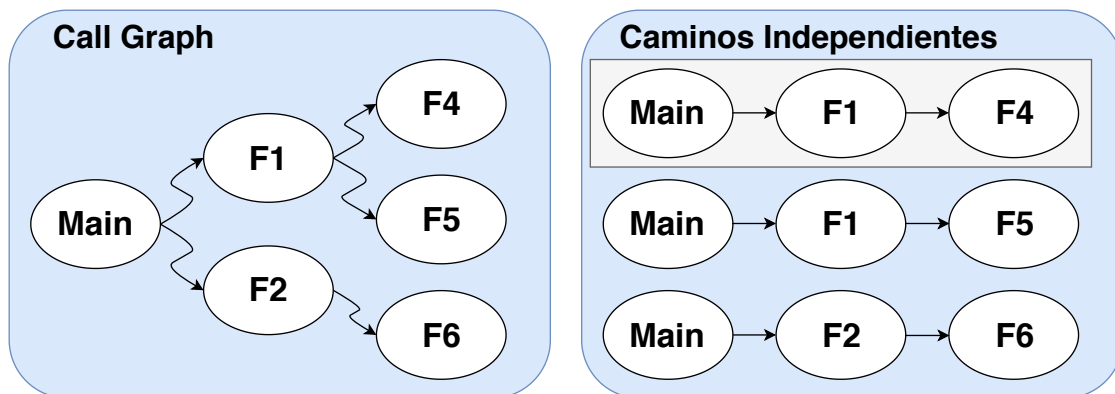 Call Graph
F4
F1
Main
F5
F2
F6
Caminos Independientes
Main F1 F4
Main F1 F5
Main F2 F6